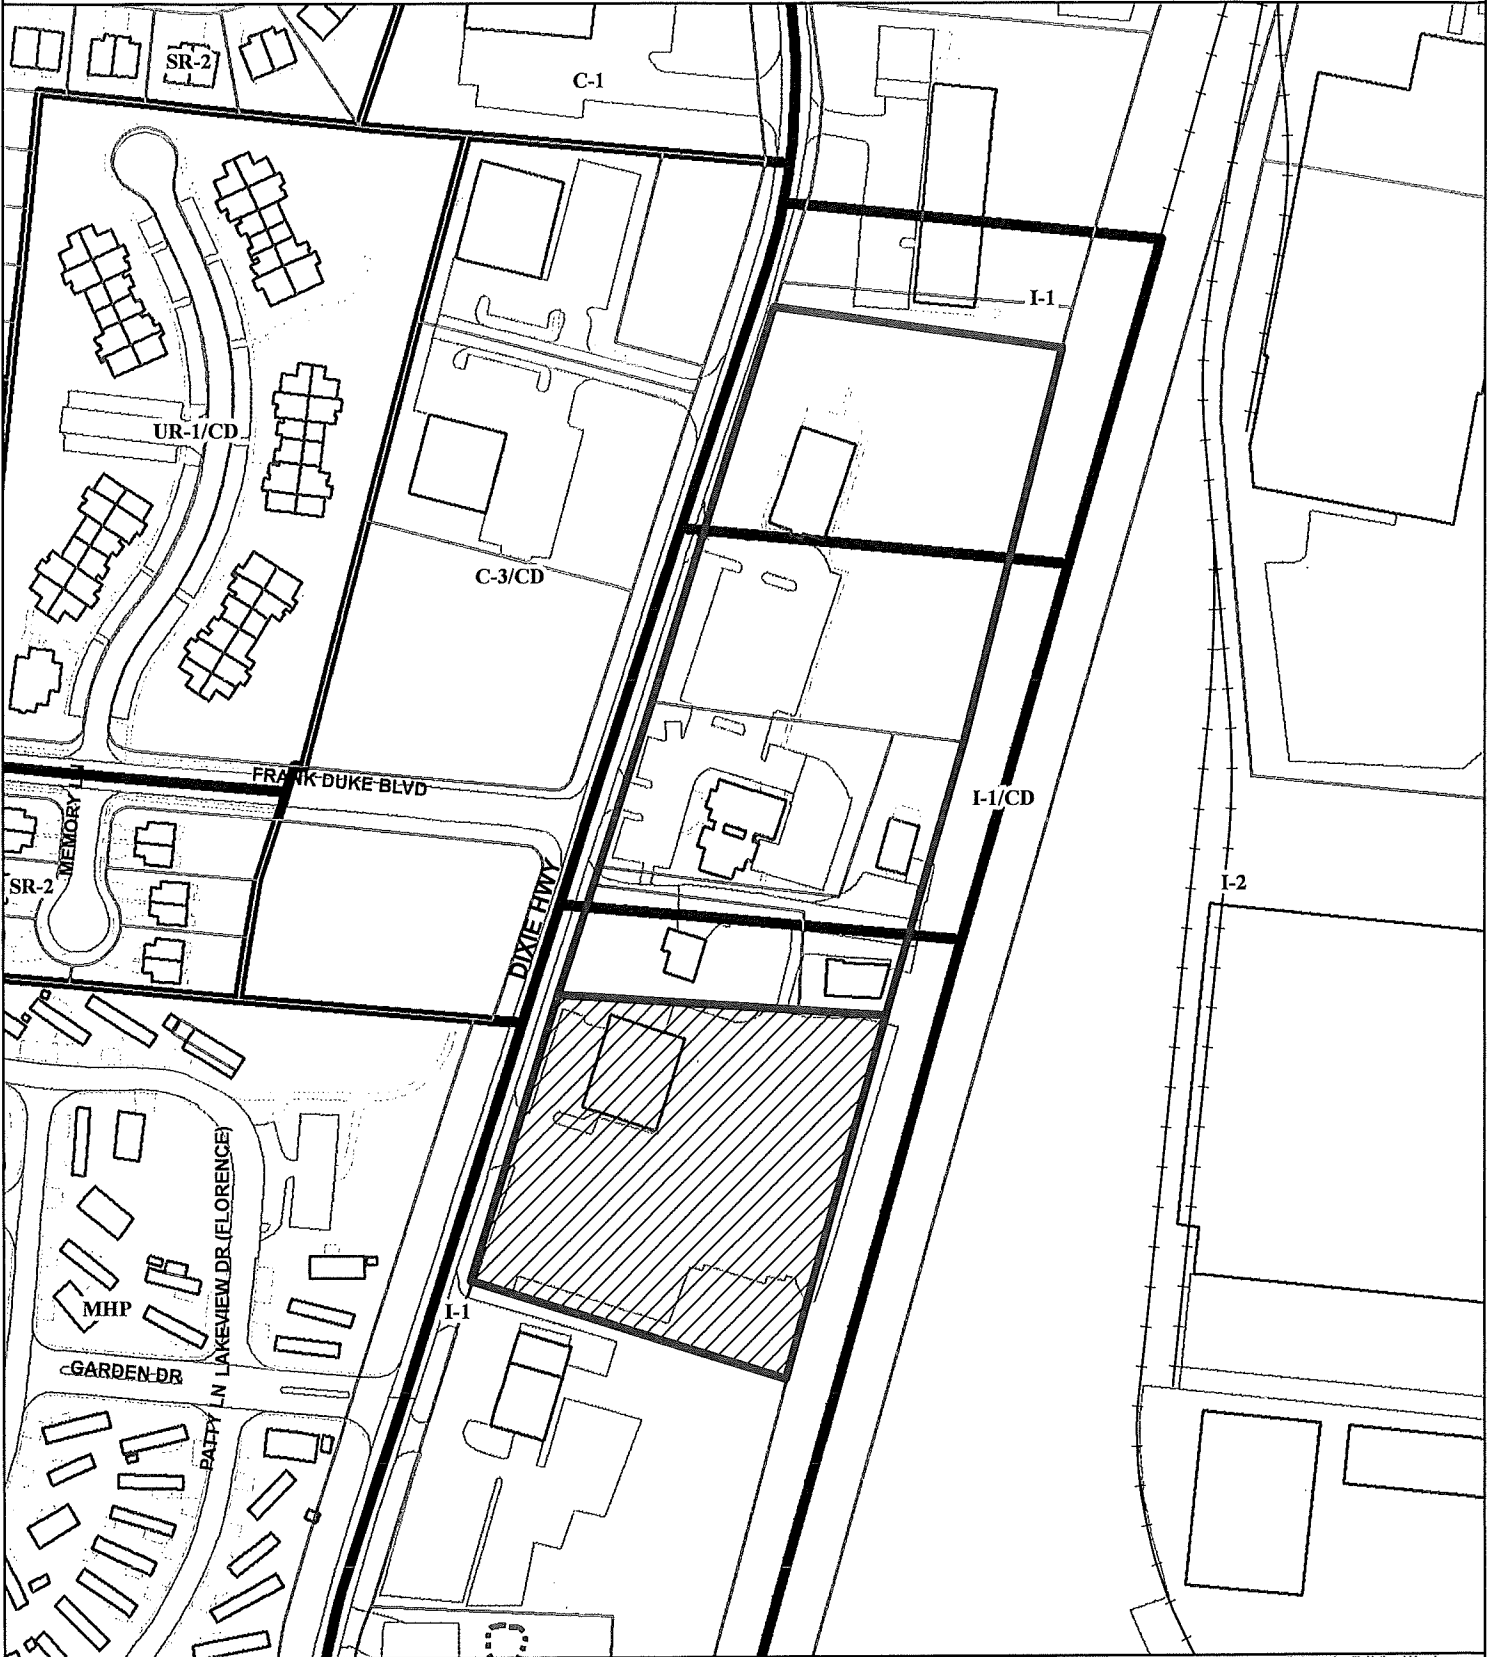 SR-2
C-1
I-1
UR-1/CD
C-3/CD
FRANK DUKE BLVD
MEMORY
I-1/CD
SR-2
I-2
DIXIE HWY
PATTY LN LAKEVIEW DR (FLORENCE)
MHP
I-1
GARDEN DR